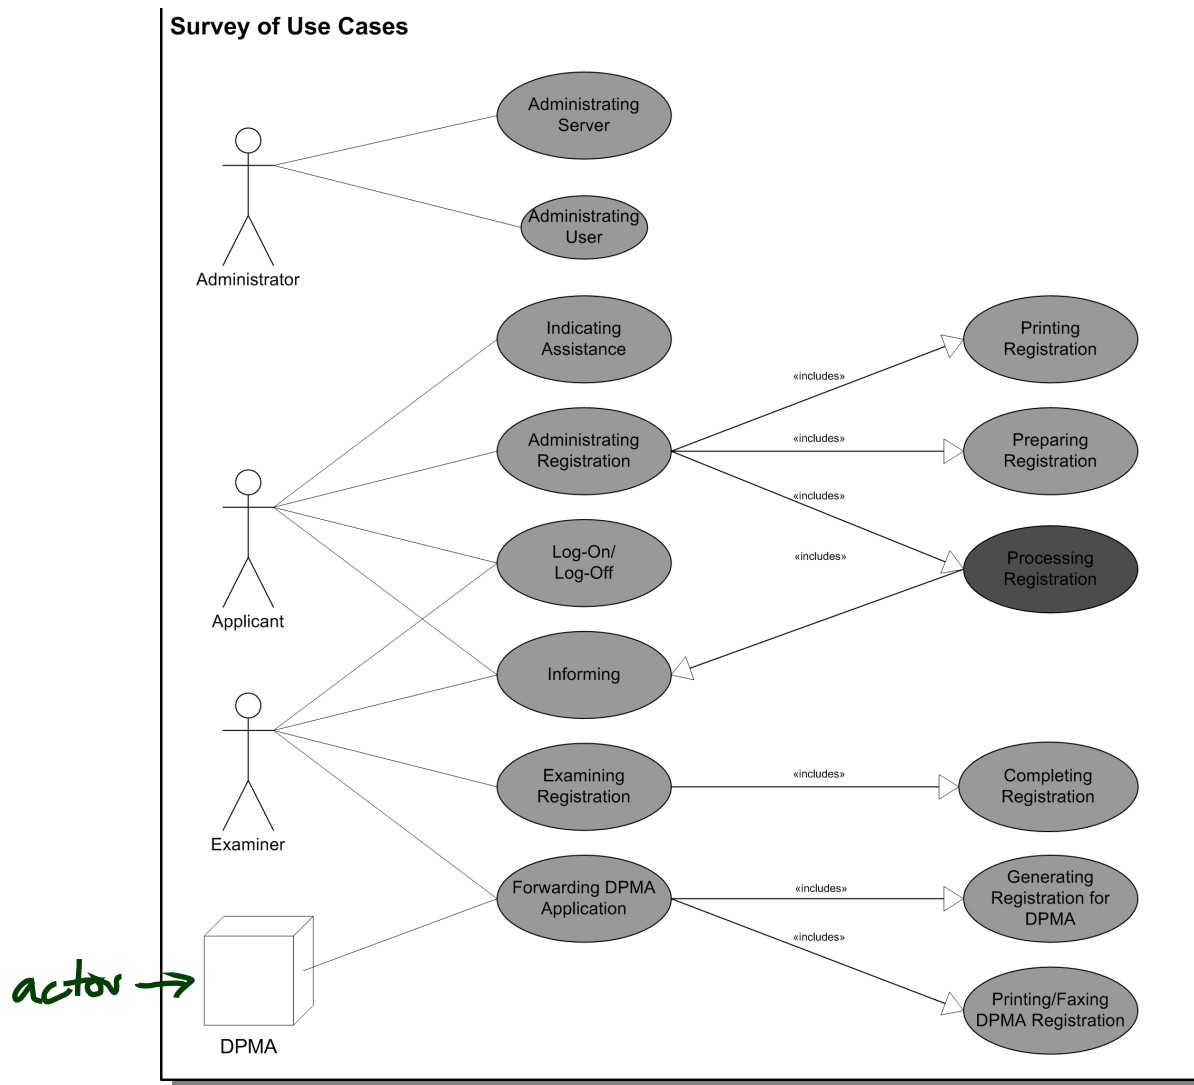 Survey of Use Cases
Administrating
Server
Administrating
User
Administrator
Indicating
Assistance
Printing
Registration
«includes»
Administrating
Registration
«includes»
Preparing
Registration
«includes»
Log-On/
Log-Off
«includes»
Processing
Registration
Applicant
Informing
Examining
Registration
«includes»
Completing
Registration
Examiner
Forwarding DPMA
Application
«includes»
Generating
Registration for
DPMA
«includes»
actor
Printing/Faxing
DPMA Registration
DPMA